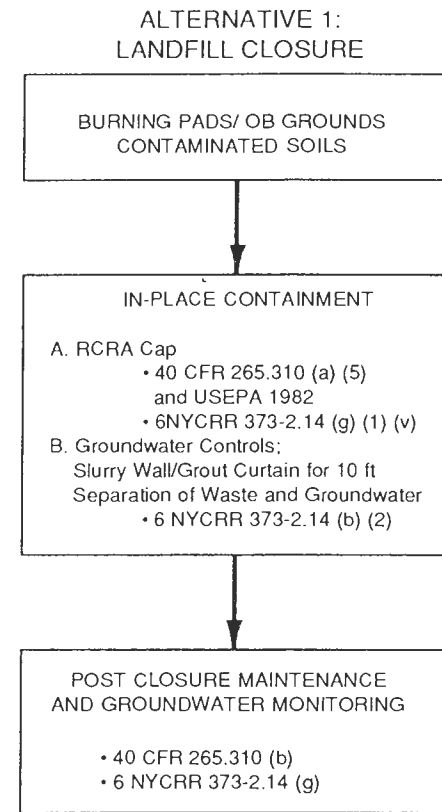 ALTERNATIVE 1:
LANDFILL CLOSURE
BURNING PADS/ OB GROUNDS
CONTAMINATED SOILS
IN-PLACE CONTAINMENT
A. RCRA Cap
• 40 CFR 265.310 (a) (5)
and USEPA 1982
• 6NYCRR 373-2.14 (g) (1) (v)
B. Groundwater Controls;
Slurry Wall/Grout Curtain for 10 ft
Separation of Waste and Groundwater
• 6 NYCRR 373-2.14 (b) (2)
POST CLOSURE MAINTENANCE
AND GROUNDWATER MONITORING
• 40 CFR 265.310 (b)
• 6 NYCRR 373-2.14 (g)